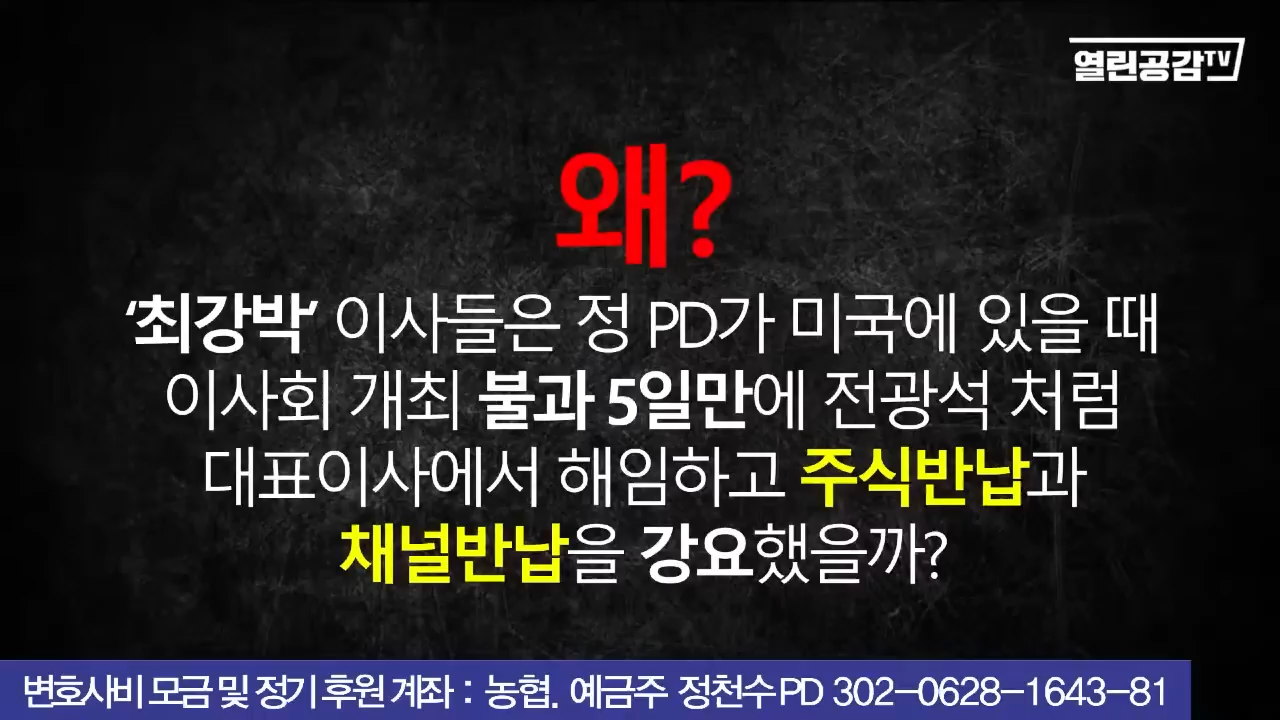 열린공감TV
왜?
‘최강박’ 이사들은 정 PD가 미국에 있을 때
이사회 개최 불과 5일만에 전광석 처럼
대표이사에서 해임하고 주식반납과
채널반납을 강요했을까?
변호사비 모금 및 정기 후원 계좌 : 농협. 예금주 정천수 PD 302-0628-1643-81